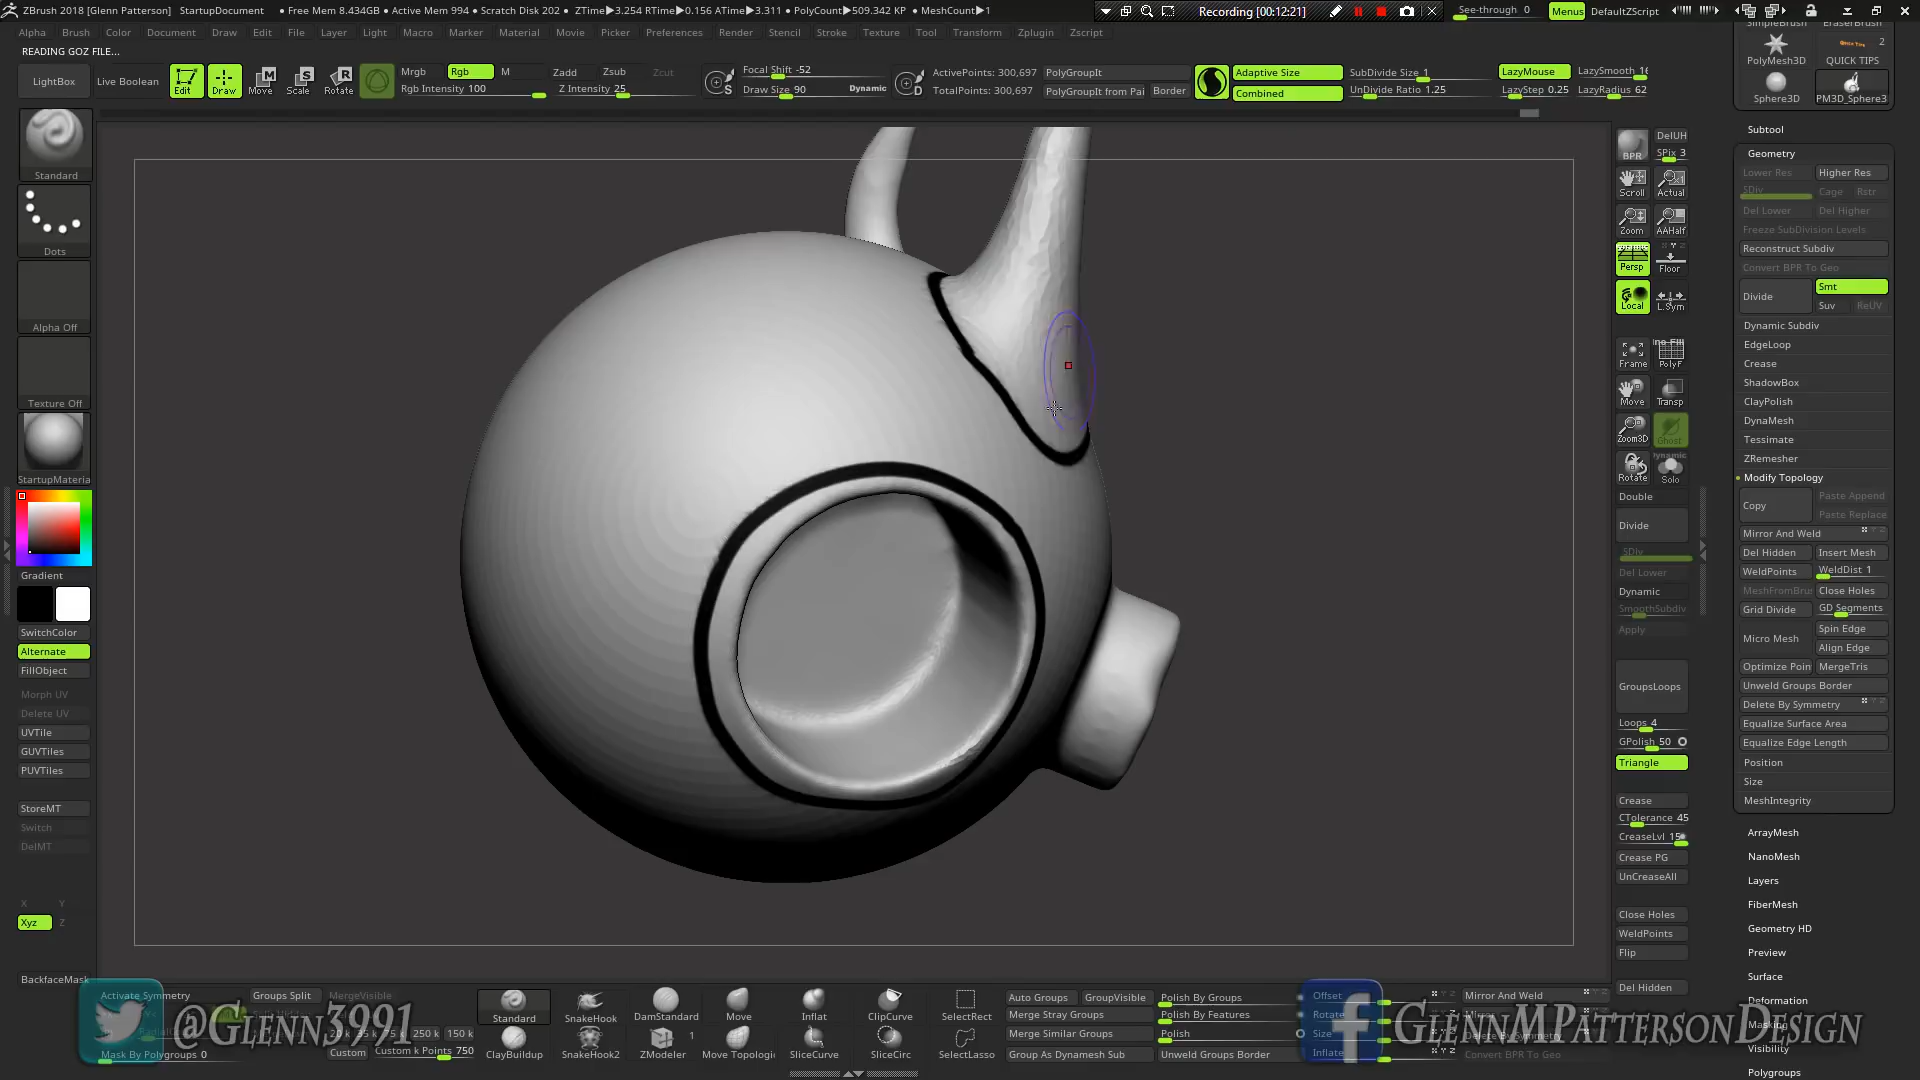 ZBrush 2018 [Glenn Patterson] StartupDocument • Free Mem 8.434GB • Active Mem 994 • Scratch Disk 202 • ZTime▶3.254 RTime▶0.156 ATime▶3.311 • PolyCount▶509.342 KP • MeshCount▶1
Recording [00:12:21]
See-through 0
Menus
DefaultZScript
Alpha Brush Color Document Draw Edit File Layer Light Macro Marker Material Movie Picker Preferences Render Stencil Stroke Texture Tool Transform Zplugin Zscript
READING GOZ FILE...
LightBox
Live Boolean
Edit
Draw
Move
Scale
Rotate
Mrgb Rgb M
Rgb Intensity 100
Zadd Zsub Zcut
Z Intensity 25
Focal Shift -52
Draw Size 90 Dynamic
ActivePoints: 300,697
TotalPoints: 300,697
PolyGroupIt
PolyGroupIt from Pai Border
Adaptive Size
Combined
SubDivide Size 1
UnDivide Ratio 1.25
LazyMouse
LazyStep 0.25
LazyRadius 62
Standard
Dots
Alpha Off
Texture Off
StartupMateria
Gradient
SwitchColor
Alternate
FillObject
Morph UV
Delete UV
UVTile
GUVTiles
PUVTiles
StoreMT
Switch
DelMT
X Y
Xyz Z
BackfaceMask
BPR
DelUH
SPix 3
Scroll
Actual
Zoom
AAHalf
Persp
Floor
Local
L.Sym
Frame
PolyF
Move
Transp
Zoom3D
Ghost
Rotate
Dynamic
Solo
Double
Divide
SDiv
Del Lower
Dynamic
SmoothSubdiv
Apply
GroupsLoops
Loops 4
GPolish 50
Triangle
Crease
CTolerance 45
CreaseLvl 15
Crease PG
UnCreaseAll
Close Holes
WeldPoints
Flip
Del Hidden
SimpleBrush
EraserBrush
PolyMesh3D
2
QUICK TIPS
Sphere3D
PM3D_Sphere3
Subtool
Geometry
Lower Res Higher Res
SDiv Cage Rstr
Del Lower Del Higher
Freeze SubDivision Levels
Reconstruct Subdiv
Convert BPR To Geo
Divide Smt
Suv ReUV
Dynamic Subdiv
EdgeLoop
Crease
ShadowBox
ClayPolish
DynaMesh
Tessimate
ZRemesher
Modify Topology
Copy Paste Append
Paste Replace
Mirror And Weld
Del Hidden Insert Mesh
WeldPoints WeldDist 1
MeshFromBru Close Holes
Grid Divide GD Segments
Micro Mesh Spin Edge
Align Edge
Optimize Poin MergeTris
Unweld Groups Border
Delete By Symmetry
Equalize Surface Area
Equalize Edge Length
Position
Size
MeshIntegrity
ArrayMesh
NanoMesh
Layers
FiberMesh
Geometry HD
Preview
Surface
Deformation
Masking
Visibility
Polygroups
Activate Symmetry
Groups Split MergeVisible
20 k 35 k 75 k 250 k 150 k
Mask By Polygroups 0
Custom Custom k Points 750
@Glenn3991
Standard SnakeHook DamStandard Move Inflat ClipCurve SelectRect
ClayBuildup SnakeHook2 1 ZModeler Move Topologi SliceCurve SliceCirc SelectLasso
Auto Groups GroupVisible
Merge Stray Groups
Merge Similar Groups
Group As Dynamesh Sub
Polish By Groups
Polish By Features
Polish
Unweld Groups Border
Offset
Rotate
Size
Inflate
Mirror And Weld
Mirror
Delete By Symmetry
Convert BPR To Geo
GlennMPattersonDesign